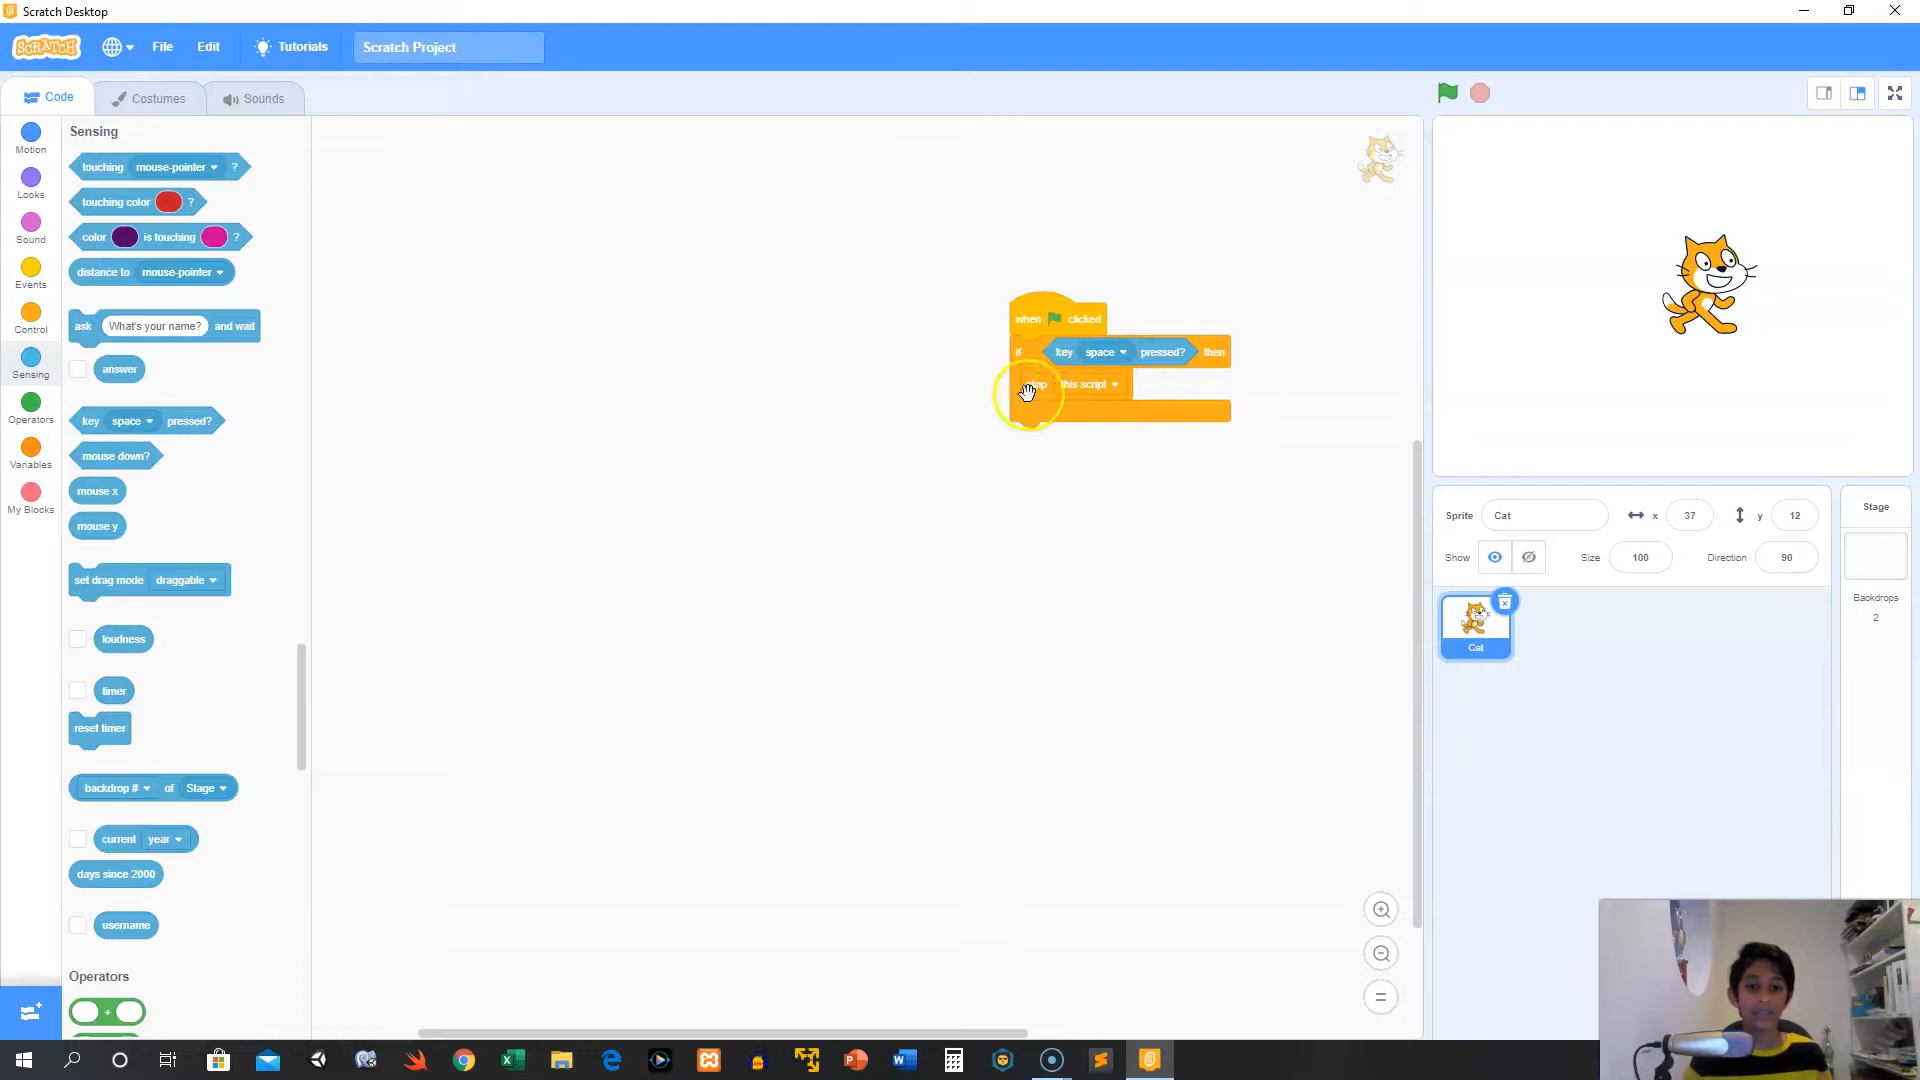 Scratch Desktop
SCRATCH File Edit Tutorials Scratch Project
Code Costumes Sounds
Motion
Looks
Sound
Events
Control
Sensing
Operators
Variables
My Blocks
Sensing
touching mouse-pointer ?
touching color ?
color is touching ?
distance to mouse-pointer
ask What's your name? and wait
answer
key space pressed?
mouse down?
mouse x
mouse y
set drag mode draggable
loudness
timer
reset timer
backdrop # of Stage
current year
days since 2000
username
Operators
+
when clicked
if key space pressed? then
this script
Sprite Cat x 37 y 12
Show Size 100 Direction 90
Cat
Stage
Backdrops
2